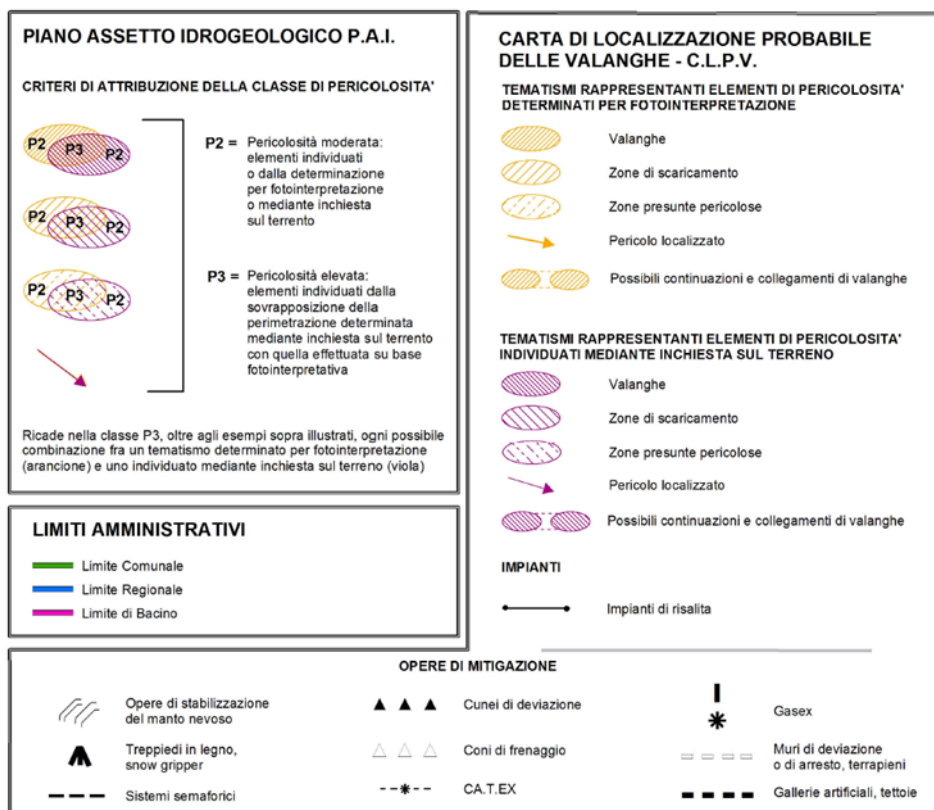 PIANO ASSETTO IDROGEOLOGICO P.A.I.
CRITERI DI ATTRIBUZIONE DELLA CLASSE DI PERICOLOSITA'
P2 P3 P2
P2 P3 P2
P2 P3 P2
P2 = Pericolosità moderata:
elementi individuati
o dalla determinazione
per fotointerpretazione
o mediante inchiesta
sul terrento
P3 = Pericolosità elevata:
elementi individuati dalla
sovrapposizione della
perimetrazione determinata
mediante inchiesta sul terrento
con quella effettuata su base
fotointerpretativa
Ricade nella classe P3, oltre agli esempi sopra illustrati, ogni possibile
combinazione fra un tematismo determinato per fotointerpretazione
(arancione) e uno individuato mediante inchiesta sul terreno (viola)
LIMITI AMMINISTRATIVI
Limite Comunale
Limite Regionale
Limite di Bacino
CARTA DI LOCALIZZAZIONE PROBABILE
DELLE VALANGHE - C.L.P.V.
TEMATISMI RAPPRESENTANTI ELEMENTI DI PERICOLOSITA'
DETERMINATI PER FOTOINTERPRETAZIONE
Valanghe
Zone di scaricamento
Zone presunte pericolose
Pericolo localizzato
Possibili continuazioni e collegamenti di valanghe
TEMATISMI RAPPRESENTANTI ELEMENTI DI PERICOLOSITA'
INDIVIDUATI MEDIANTE INCHIESTA SUL TERRENO
Valanghe
Zone di scaricamento
Zone presunte pericolose
Pericolo localizzato
Possibili continuazioni e collegamenti di valanghe
IMPIANTI
Impianti di risalita
OPERE DI MITIGAZIONE
Opere di stabilizzazione
del manto nevoso
Treppiedi in legno,
snow gripper
Sistemi semaforici
Cunei di deviazione
Coni di frenaggio
CA.T.EX
Gasex
Muri di deviazione
o di arresto, terrapieni
Gallerie artificiali, tettoie